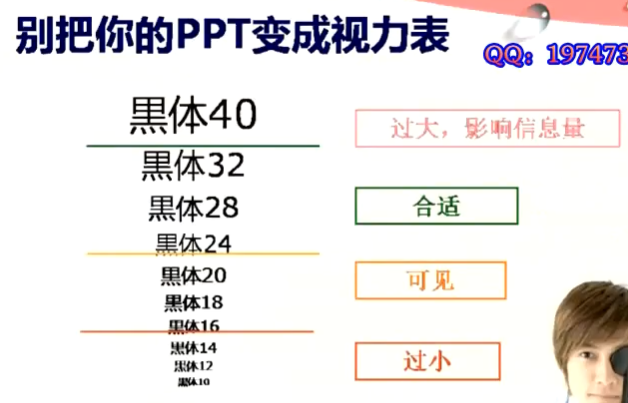 别把你的PPT变成视力表
QQ：197473
黑体40
过大，影响信息量
黑体32
黑体28
合适
黑体24
黑体20
可见
黑体18
黑体16
黑体14
过小
黑体12
黑体10